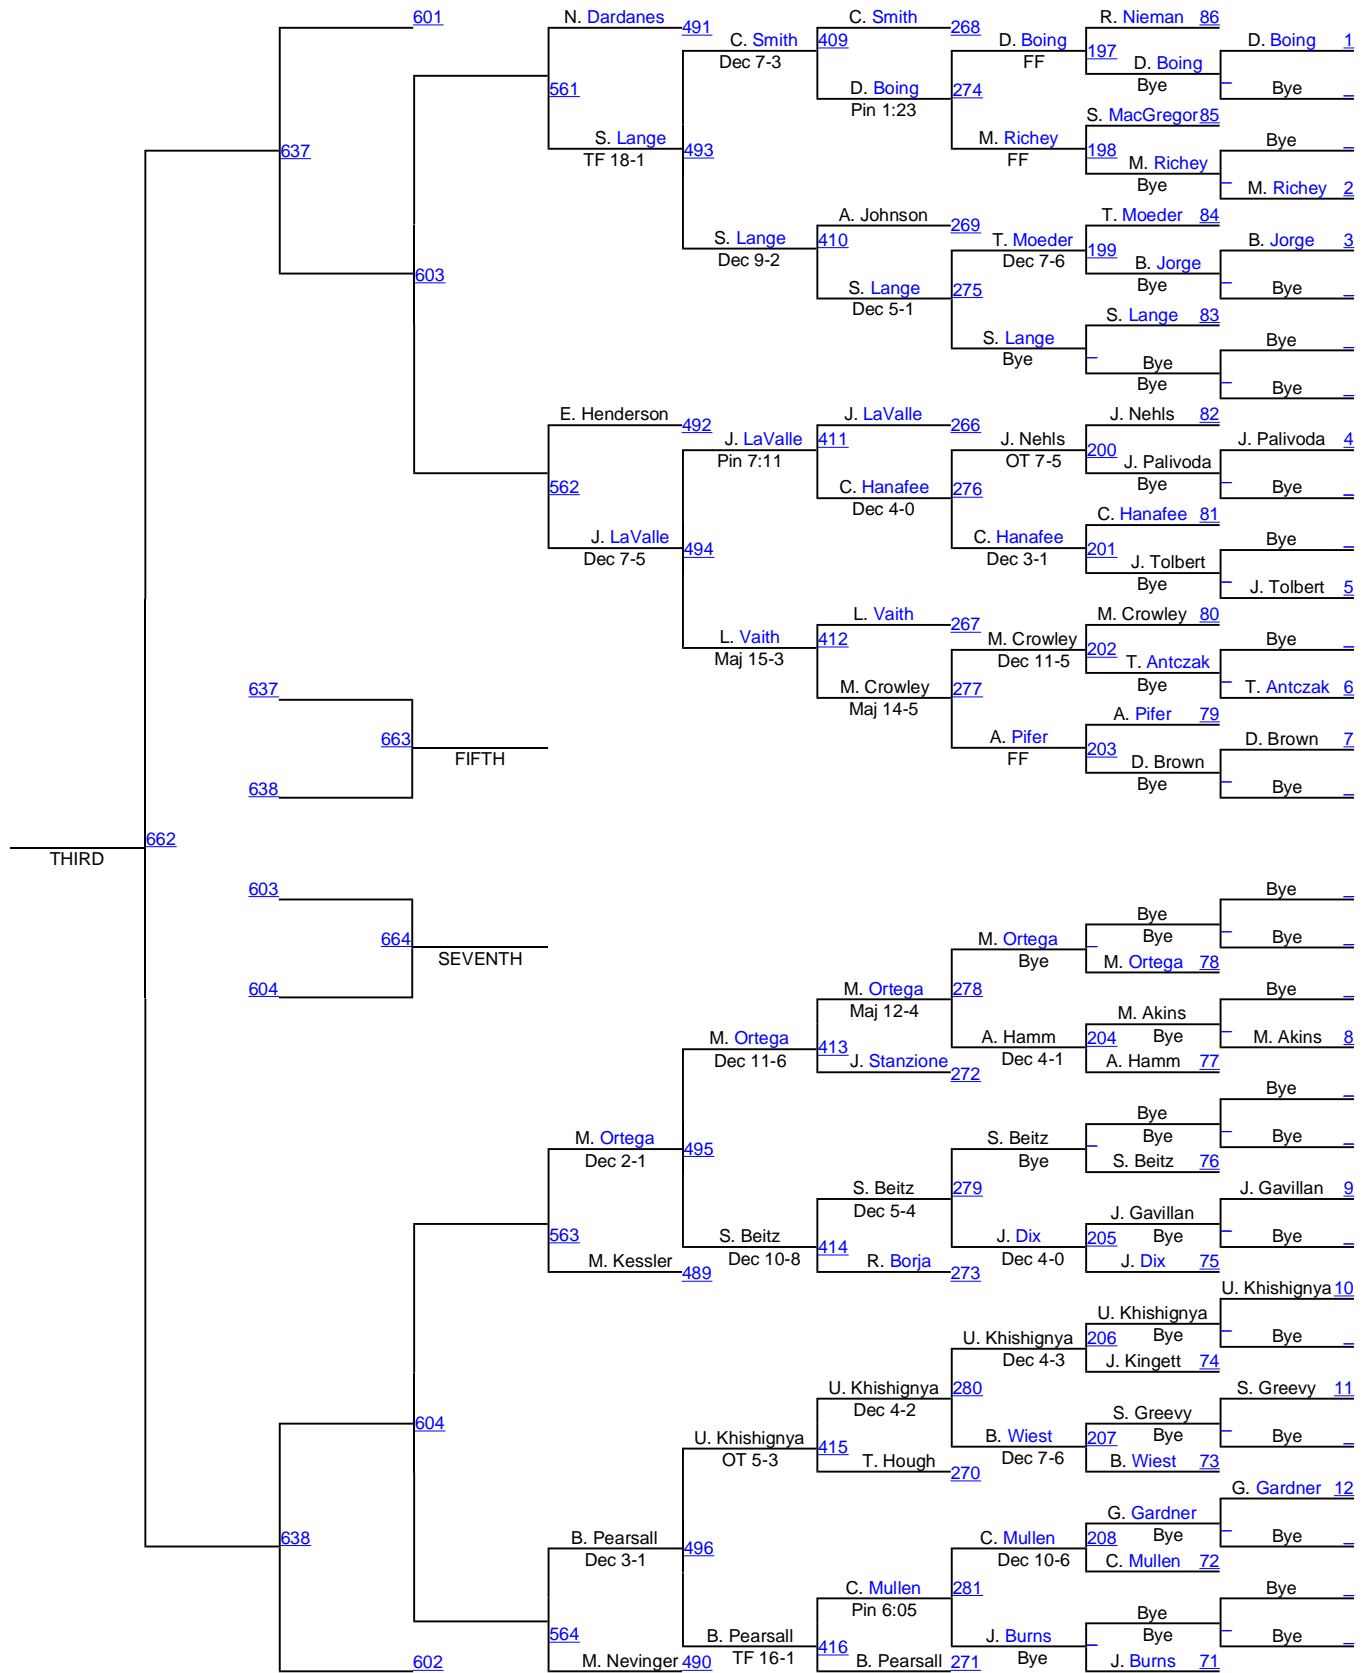 601
N. Dardanes 491
C. Smith 268
R. Nieman 86
C. Smith 409
Dec 7-3
D. Boing 197
FF
D. Boing 1
D. Boing
Bye
_
Bye _
561
D. Boing 274
Pin 1:23
S. MacGregor 85
637
S. Lange 493
TF 18-1
M. Richey 198
FF
Bye _
M. Richey
Bye
_
M. Richey 2
A. Johnson 269
T. Moeder 84
S. Lange 410
Dec 9-2
T. Moeder 199
Dec 7-6
B. Jorge 3
B. Jorge
Bye
_
603
S. Lange 275
Dec 5-1
Bye _
S. Lange 83
S. Lange
Bye
_
Bye _
Bye
Bye
_
Bye _
E. Henderson 492
J. LaValle 266
J. Nehls 82
J. LaValle 411
Pin 7:11
J. Nehls 200
OT 7-5
J. Palivoda 4
J. Palivoda
Bye
_
562
C. Hanafee 276
Dec 4-0
Bye _
C. Hanafee 81
J. LaValle 494
Dec 7-5
C. Hanafee 201
Dec 3-1
Bye _
J. Tolbert
Bye
_
J. Tolbert 5
L. Vaith 267
M. Crowley 80
L. Vaith 412
Maj 15-3
M. Crowley 202
Dec 11-5
Bye _
T. Antczak
Bye
_
637
M. Crowley 277
Maj 14-5
T. Antczak 6
A. Pifer 79
663
FIFTH
A. Pifer 203
FF
D. Brown 7
D. Brown
Bye
_
638
Bye _
662
THIRD
603
Bye _
Bye
Bye
_
664
SEVENTH
M. Ortega
Bye
_
Bye _
M. Ortega 78
604
M. Ortega 278
Maj 12-4
Bye _
M. Akins
Bye
_
M. Ortega 413
Dec 11-6
A. Hamm 204
Dec 4-1
M. Akins 8
J. Stanzione 272
A. Hamm 77
Bye _
Bye
Bye
_
M. Ortega 495
Dec 2-1
S. Beitz
Bye
_
Bye _
S. Beitz 76
S. Beitz 279
Dec 5-4
J. Gavillan 9
J. Gavillan
Bye
_
563
S. Beitz 414
Dec 10-8
J. Dix 205
Dec 4-0
Bye _
M. Kessler 489
R. Borja 273
J. Dix 75
U. Khishignya 10
U. Khishignya
Bye
_
U. Khishignya 206
Dec 4-3
Bye _
J. Kingett 74
U. Khishignya 280
Dec 4-2
S. Greevy 11
604
S. Greevy
Bye
_
U. Khishignya 415
OT 5-3
B. Wiest 207
Dec 7-6
Bye _
T. Hough 270
B. Wiest 73
G. Gardner 12
G. Gardner
Bye
_
638
B. Pearsall 496
Dec 3-1
C. Mullen 208
Dec 10-6
Bye _
C. Mullen 72
C. Mullen 281
Pin 6:05
Bye _
Bye
Bye
_
564
B. Pearsall 416
TF 16-1
J. Burns
Bye
_
Bye _
602
M. Nevinger 490
B. Pearsall 271
J. Burns 71